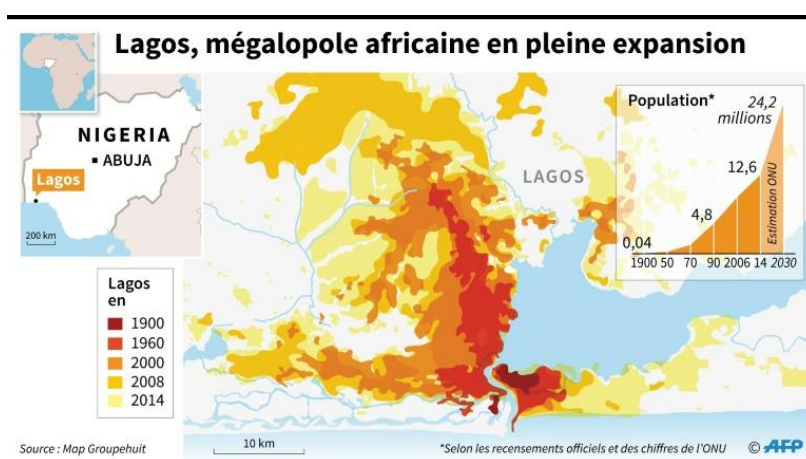 Lagos, mégalopole africaine en pleine expansion
NIGERIA
ABUJA
Lagos
200 km
LAGOS
Population*
24,2
millions
12,6
4,8
0,04
Estimation ONU
1900 50 70 90 2006 14 2030
Lagos
en
1900
1960
2000
2008
2014
10 km
Source : Map Groupehuit
*Selon les recensements officiels et des chiffres de l'ONU
© AFP